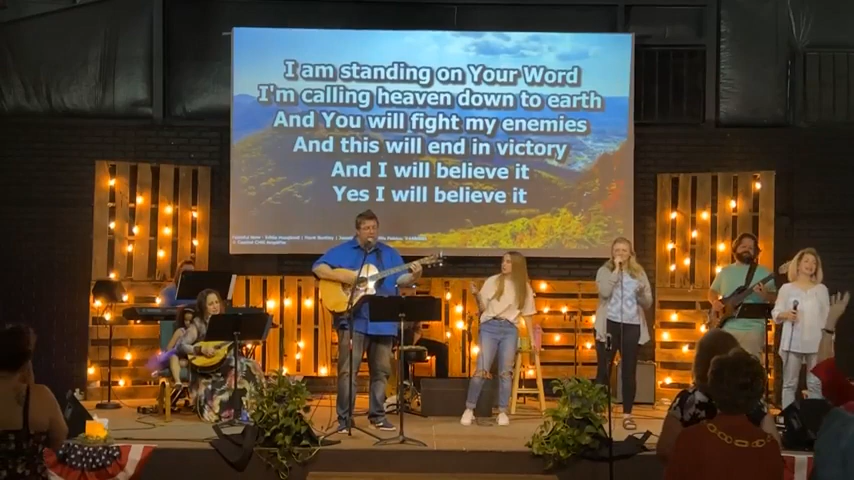 I am standing on Your Word
I'm calling heaven down to earth
And You will fight my enemies
And this will end in victory
And I will believe it
Yes I will believe it